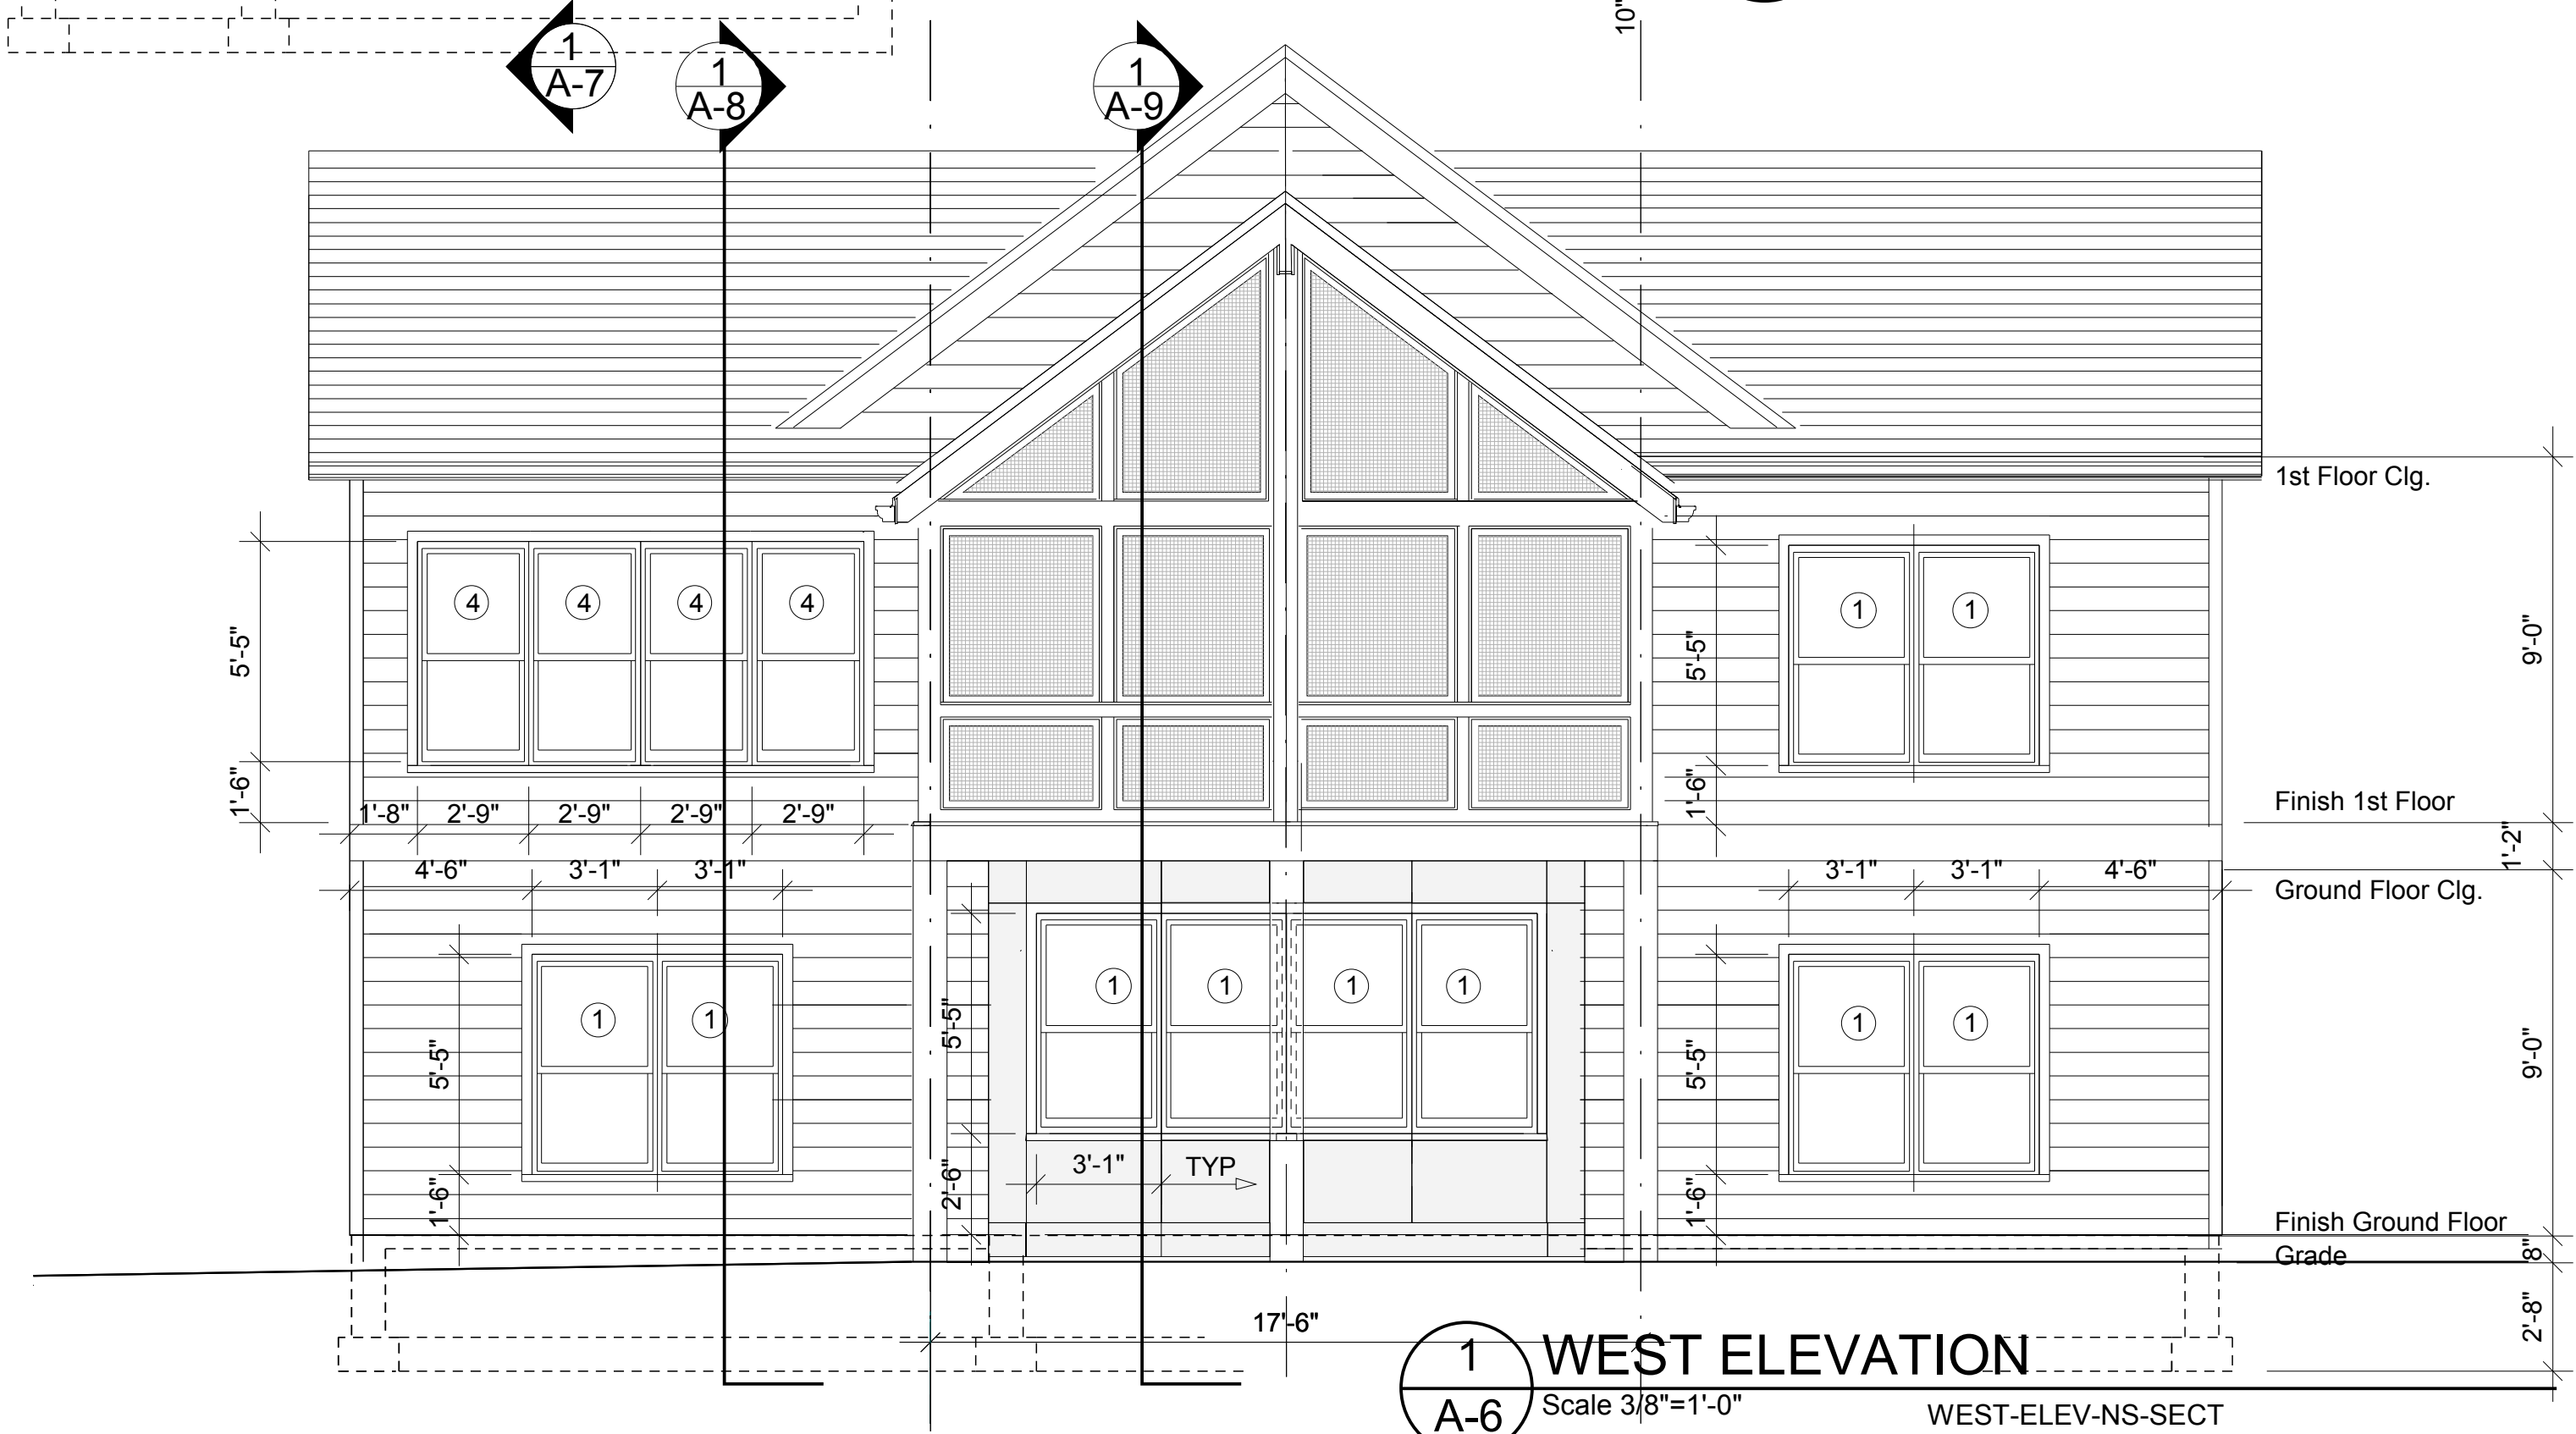 10"
1
A-7
1
A-8
1
A-9
1st Floor Clg.
4 4 4 4
1 1
5'-5"
5'-5"
9'-0"
1'-6"
1'-6"
Finish 1st Floor
1'-8" 2'-9" 2'-9" 2'-9" 2'-9"
1'-2"
4'-6" 3'-1" 3'-1"
3'-1" 3'-1" 4'-6"
Ground Floor Clg.
1 1 1 1
1 1
1 1
5'-5"
5'-5"
5'-5"
9'-0"
3'-1" TYP
1'-6"
2'-6"
1'-6"
Finish Ground Floor
Grade
8"
2'-8"
17'-6"
1
A-6
WEST ELEVATION
Scale 3/8"=1'-0"
WEST-ELEV-NS-SECT